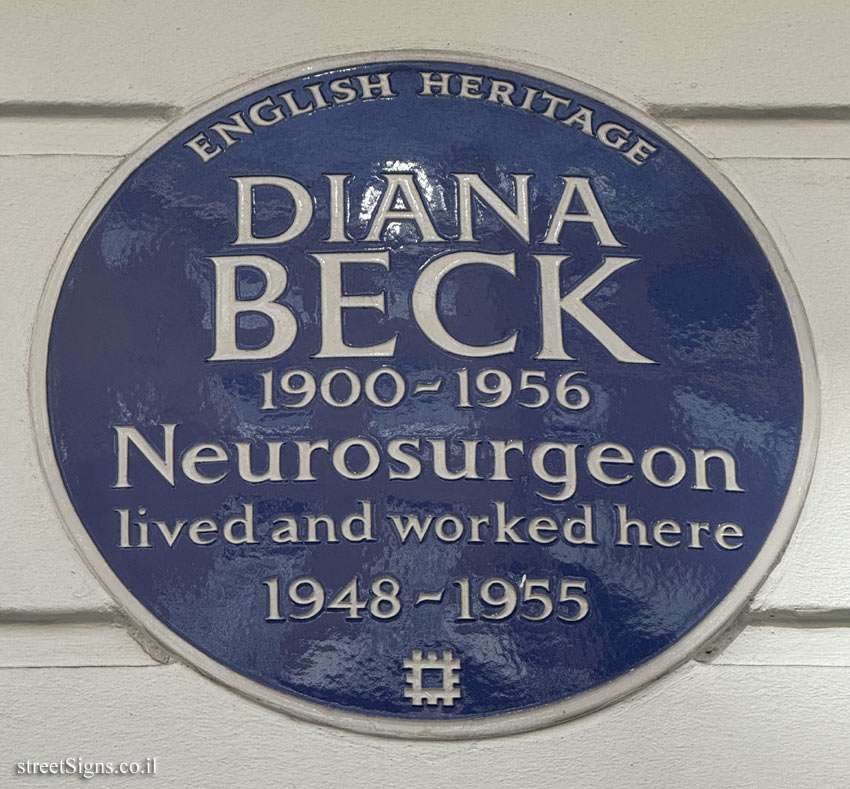 ENGLISH HERITAGE
DIANA
BECK
1900~1956
Neurosurgeon
lived and worked here
1948~1955
streetSigns.co.il